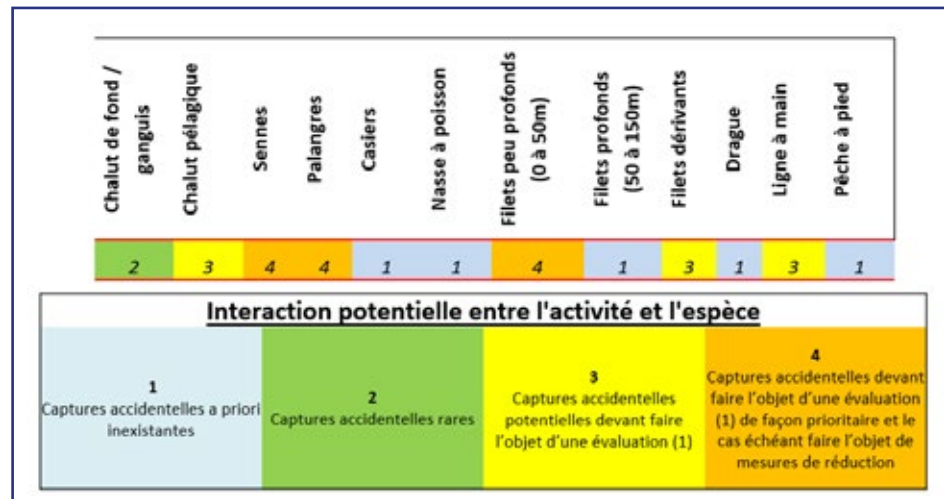 Chalut de fond /
ganguis
Chalut pélagique
Sennes
Palangres
Casiers
Nasse à poisson
Filets peu profonds
(0 à 50m)
Filets profonds
(50 à 150m)
Filets dérivants
Drague
Ligne à main
Pêche à pied
2 3 4 4 1 1 4 1 3 1 3 1
Interaction potentielle entre l'activité et l'espèce
1
Captures accidentelles a priori
inexistantes
2
Captures accidentelles rares
3
Captures accidentelles
potentielles devant faire
l'objet d'une évaluation (1)
4
Captures accidentelles devant
faire l'objet d'une évaluation
(1) de façon prioritaire et le
cas échéant faire l'objet de
mesures de réduction